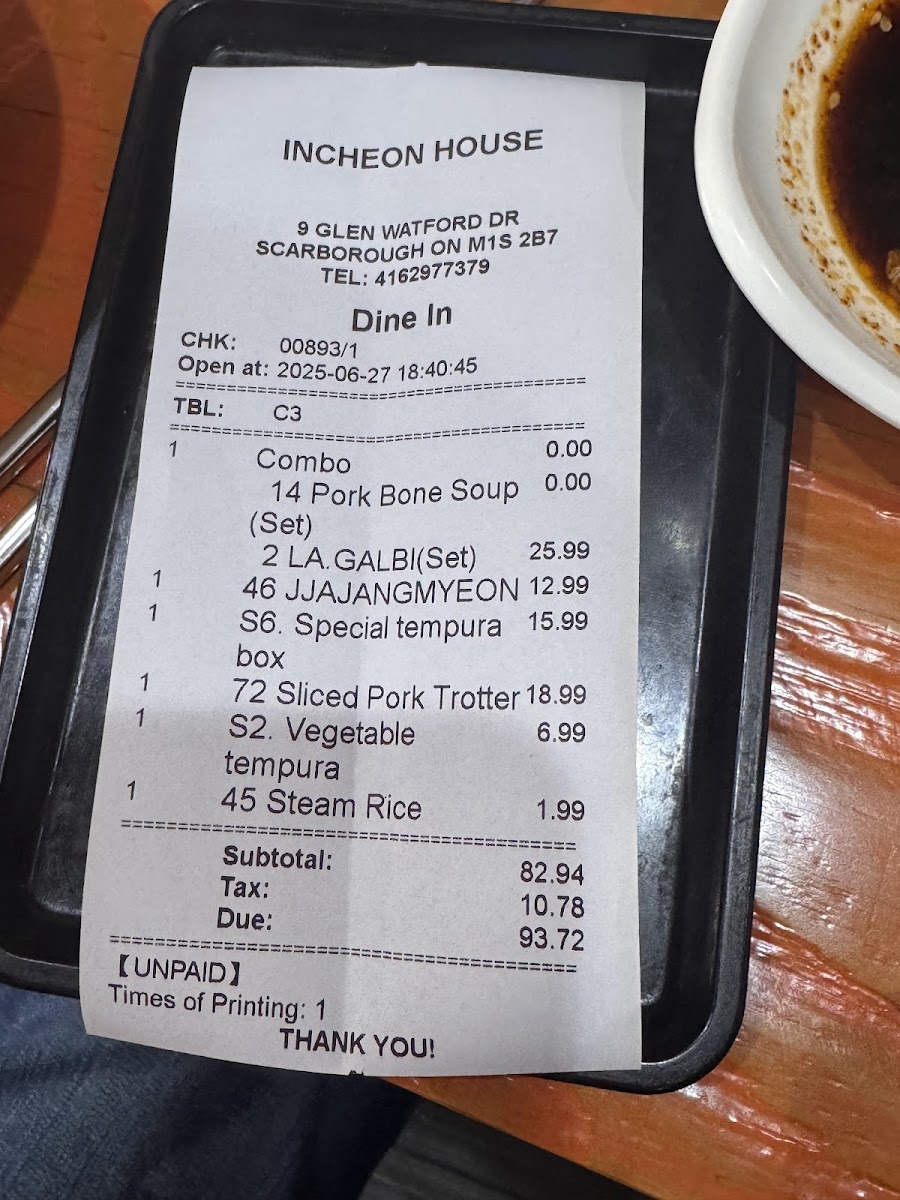 INCHEON HOUSE
9 GLEN WATFORD DR
SCARBOROUGH ON M1S 2B7
TEL: 4162977379
Dine In
CHK: 00893/1
Open at: 2025-06-27 18:40:45
================================================
TBL: C3
================================================
1 Combo 0.00
14 Pork Bone Soup 0.00
(Set)
2 LA.GALBI(Set) 25.99
1 46 JJAJANGMYEON 12.99
1 S6. Special tempura 15.99
box
1 72 Sliced Pork Trotter 18.99
1 S2. Vegetable 6.99
tempura
1 45 Steam Rice 1.99
================================================
Subtotal: 82.94
Tax: 10.78
Due: 93.72
================================================
【UNPAID】
Times of Printing: 1
THANK YOU!